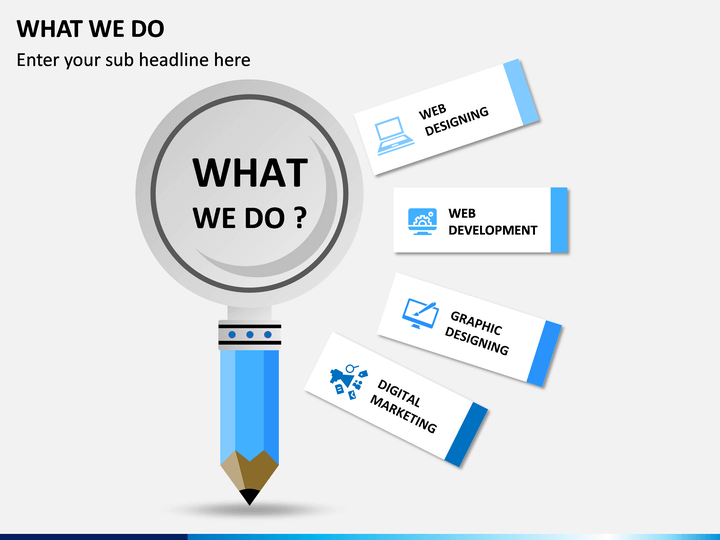 WHAT WE DO
Enter your sub headline here
WHAT
WE DO ?
WEB
DESIGNING
WEB
DEVELOPMENT
GRAPHIC
DESIGNING
DIGITAL
MARKETING